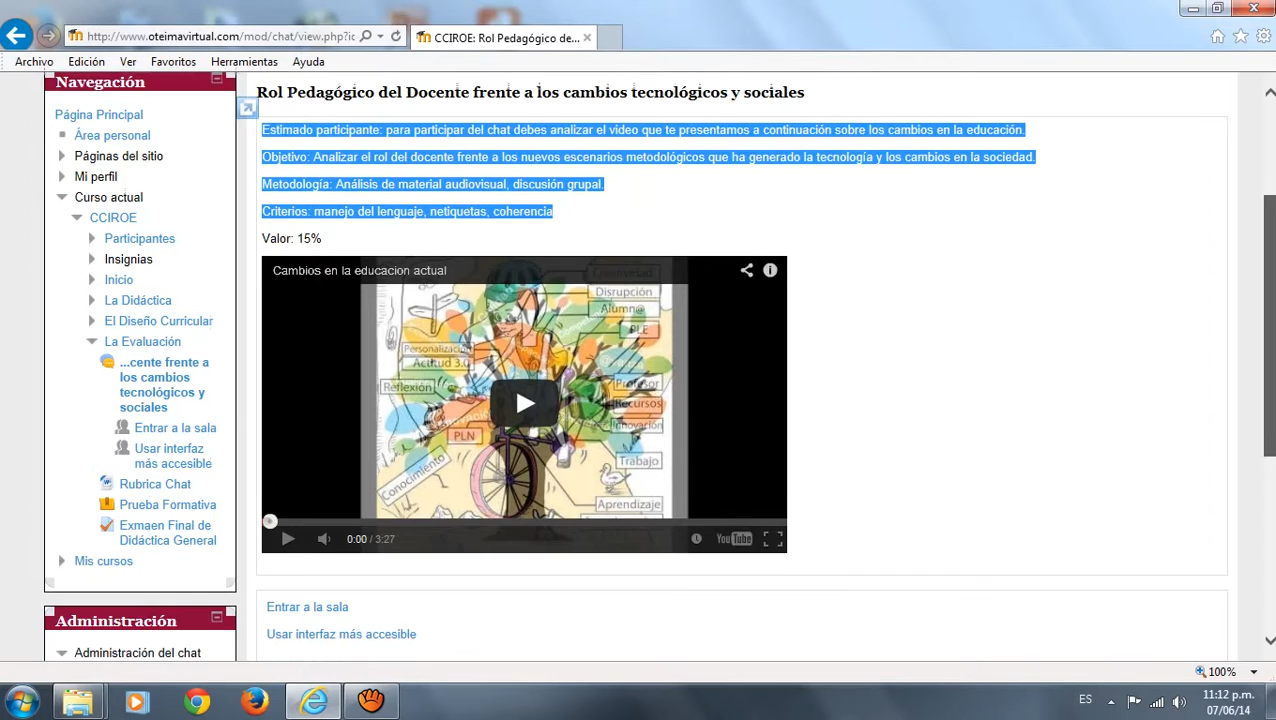 http://www.oteimavirtual.com/mod/chat/view.php?ic
CCIROE: Rol Pedagógico de...
Archivo Edición Ver Favoritos Herramientas Ayuda
Navegación
Página Principal
Área personal
Páginas del sitio
Mi perfil
Curso actual
CCIROE
Participantes
Insignias
Inicio
La Didáctica
El Diseño Curricular
La Evaluación
...cente frente a
los cambios
tecnológicos y
sociales
Entrar a la sala
Usar interfaz
más accesible
Rubrica Chat
Prueba Formativa
Exmaen Final de
Didáctica General
Mis cursos
Administración
Administración del chat
Rol Pedagógico del Docente frente a los cambios tecnológicos y sociales
Estimado participante: para participar del chat debes analizar el video que te presentamos a continuación sobre los cambios en la educación.
Objetivo: Analizar el rol del docente frente a los nuevos escenarios metodológicos que ha generado la tecnología y los cambios en la sociedad.
Metodología: Análisis de material audiovisual, discusión grupal.
Criterios: manejo del lenguaje, netiquetas, coherencia
Valor: 15%
Cambios en la educacion actual
Creatividad
Disrupción
Alumn@
PLE
Personalización
Actitud 3.0
Reflexión
Profesor
Recursos
Innovación
PLN
Trabajo
Conocimiento
Aprendizaje
0:00 / 3:27
YouTube
Entrar a la sala
Usar interfaz más accesible
100%
ES
11:12 p.m.
07/06/14